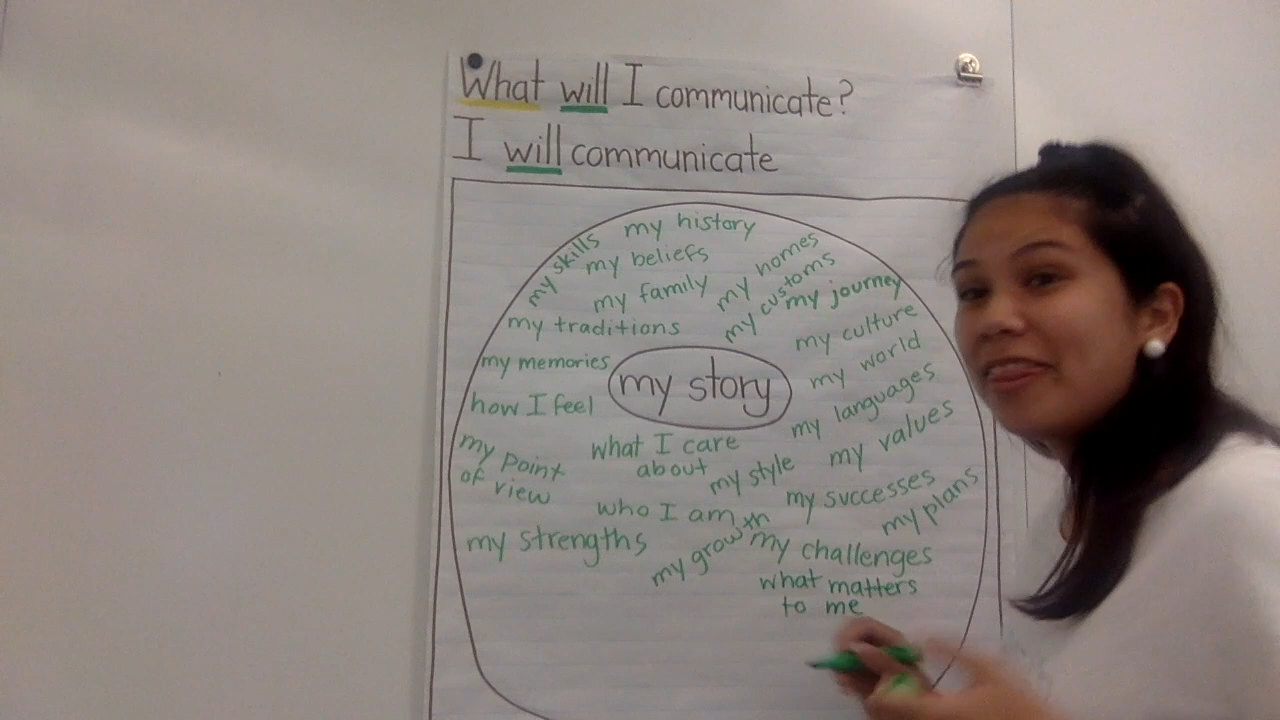 What will I communicate?
I will communicate
my history
my skills
my beliefs
my homes
my family
my customs
my journey
my traditions
my culture
my memories
my world
my story
how I feel
my languages
my values
what I care
about
my point
of view
my style
my successes
my plans
who I am
my strengths
my growth
my challenges
what matters
to me